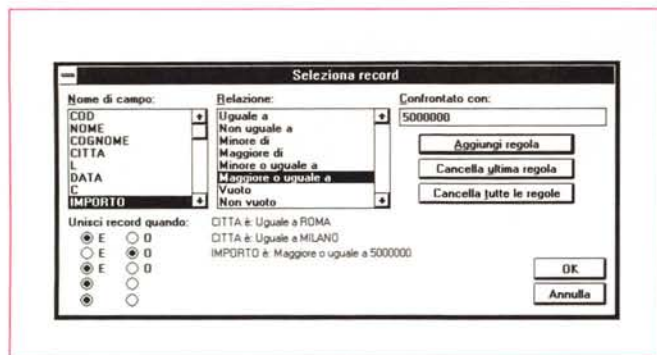 Seleziona record
Nome di campo:
COD
NOME
COGNOME
CITTA
L
DATA
C
IMPORTO
Relazione:
Uguale a
Non uguale a
Minore di
Maggiore di
Minore o uguale a
Maggiore o uguale a
Vuoto
Non vuoto
Confrontato con:
5000000
Aggiungi regola
Cancella ultima regola
Cancella tutte le regole
Unisci record quando:
E O
E O
E O
CITTA è: Uguale a ROMA
CITTA è: Uguale a MILANO
IMPORTO è: Maggiore o uguale a 5000000
OK
Annulla